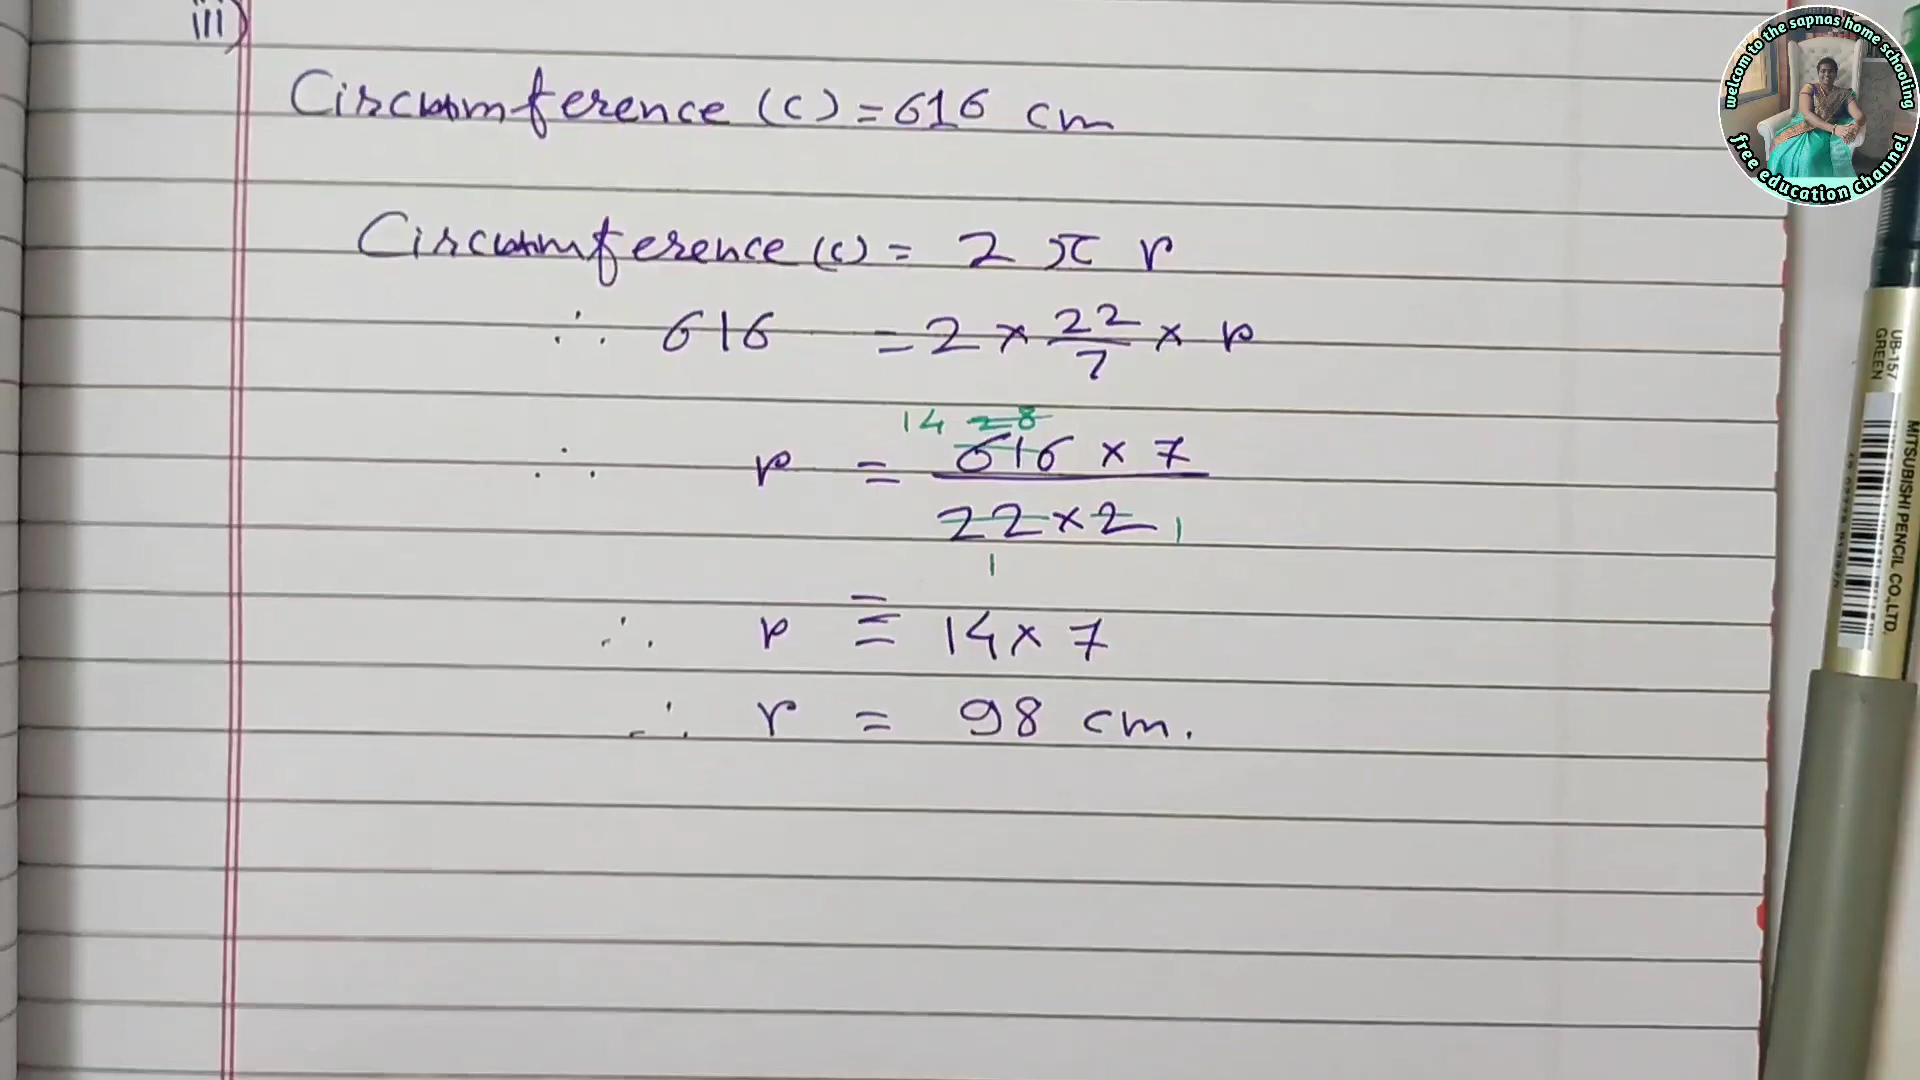 iii)
Circumference (C) = 616 cm
Circumference (C) = 2 π r
∴ 616 = 2 × 22/7 × r
14 28
∴ r = 616 × 7
22 × 2 1
1
∴ r = 14 × 7
∴ r = 98 cm.
welcom to the sapnas home schooling
free education channel
UB-157
GREEN
MITSUBISHI PENCIL CO.,LTD.